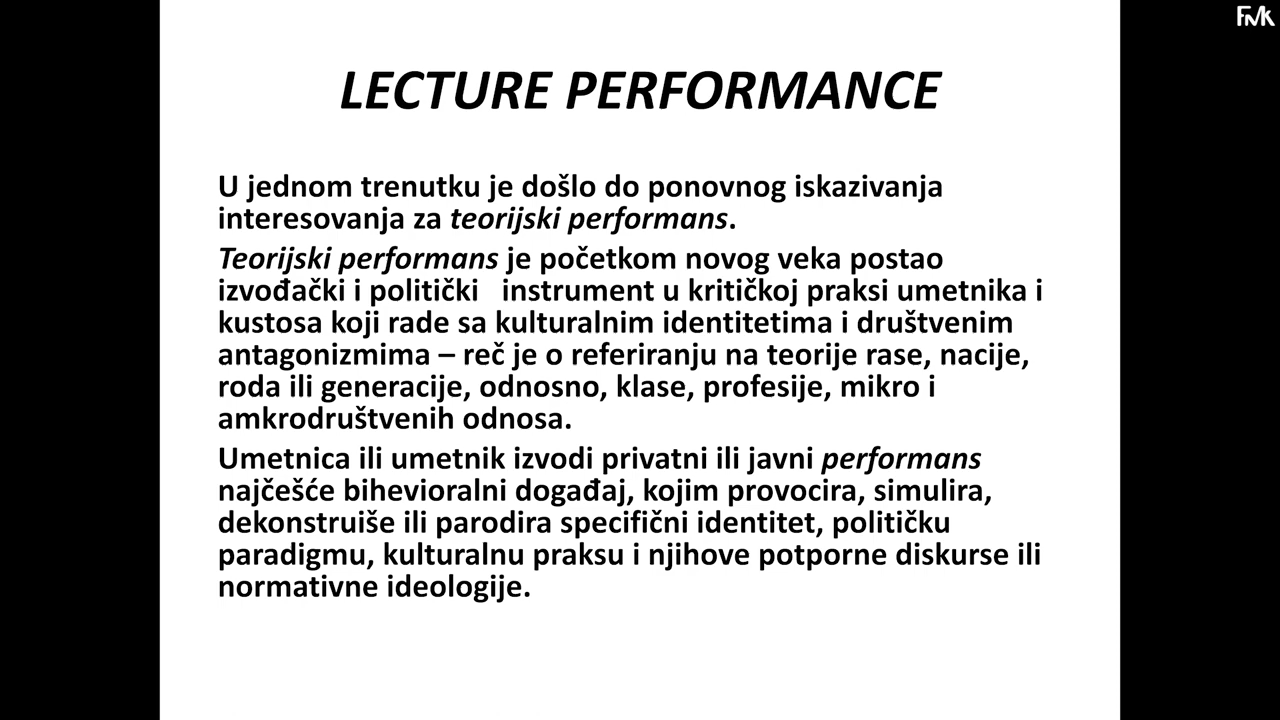 FMK
LECTURE PERFORMANCE
U jednom trenutku je došlo do ponovnog iskazivanja
interesovanja za teorijski performans.
Teorijski performans je početkom novog veka postao
izvođački i politički   instrument u kritičkoj praksi umetnika i
kustosa koji rade sa kulturalnim identitetima i društvenim
antagonizmima – reč je o referiranju na teorije rase, nacije,
roda ili generacije, odnosno, klase, profesije, mikro i
amkrodruštvenih odnosa.
Umetnica ili umetnik izvodi privatni ili javni performans
najčešće bihevioralni događaj, kojim provocira, simulira,
dekonstruiše ili parodira specifični identitet, političku
paradigmu, kulturalnu praksu i njihove potporne diskurse ili
normativne ideologije.